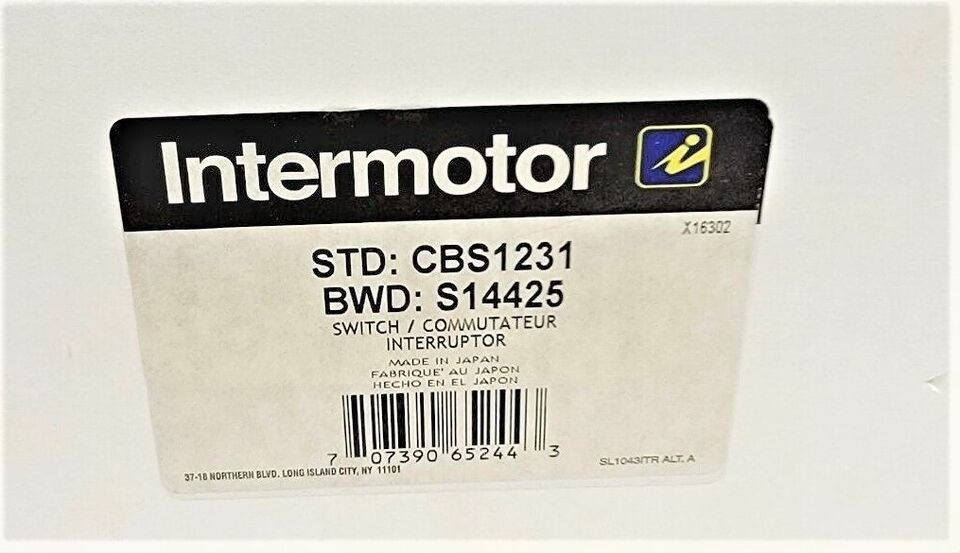 Intermotor
X16302
STD: CBS1231
BWD: S14425
SWITCH / COMMUTATEUR
INTERRUPTOR
MADE IN JAPAN
FABRIQUE' AU JAPON
HECHO EN EL JAPON
7 07390 65244 3
37-18 NORTHERN BLVD. LONG ISLAND CITY, NY 11101
SL1043ITR ALT. A